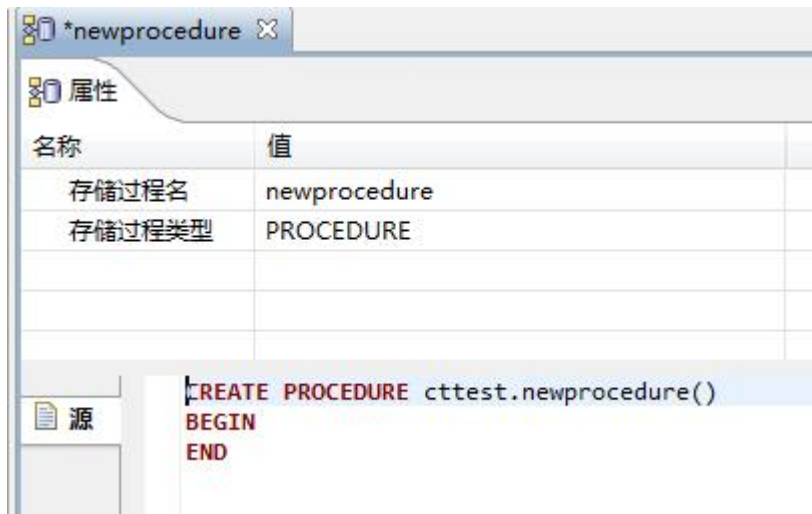 *newprocedure
属性
名称 值
存储过程名 newprocedure
存储过程类型 PROCEDURE
源
CREATE PROCEDURE cttest.newprocedure()
BEGIN
END